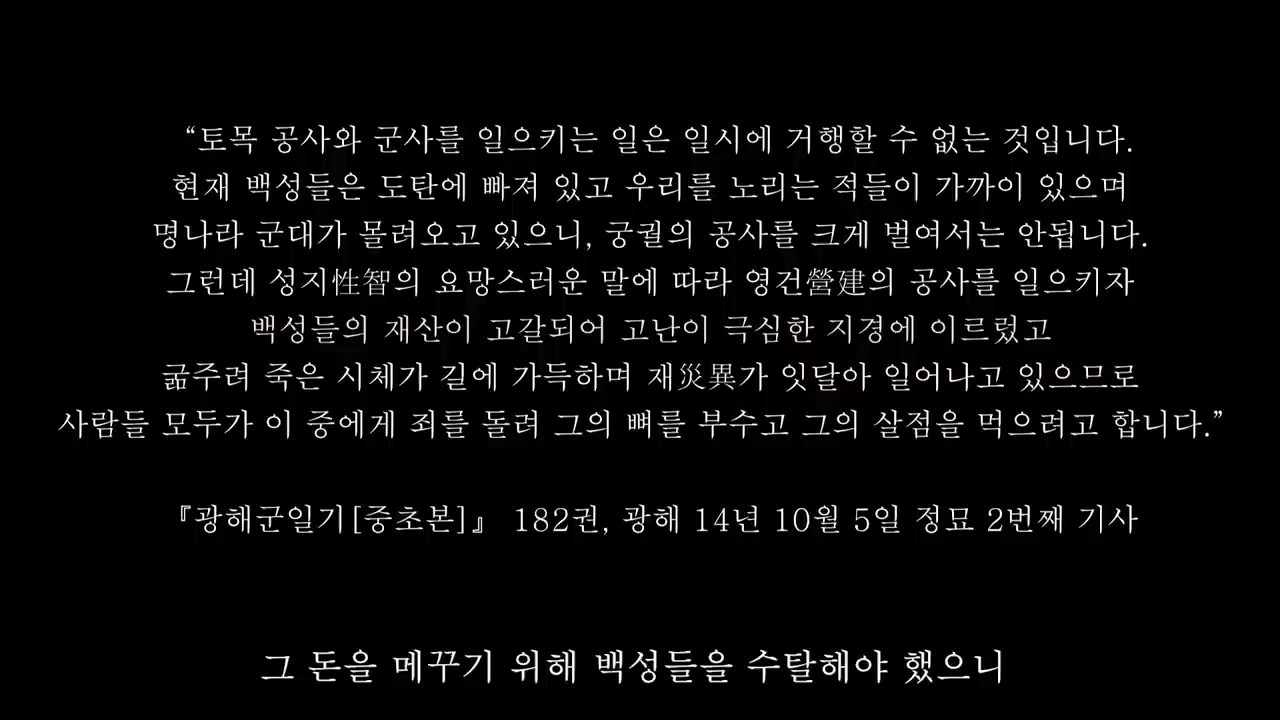 “토목 공사와 군사를 일으키는 일은 일시에 거행할 수 없는 것입니다.
현재 백성들은 도탄에 빠져 있고 우리를 노리는 적들이 가까이 있으며
명나라 군대가 몰려오고 있으니, 궁궐의 공사를 크게 벌여서는 안됩니다.
그런데 성지性智의 요망스러운 말에 따라 영건營建의 공사를 일으키자
백성들의 재산이 고갈되어 고난이 극심한 지경에 이르렀고
굶주려 죽은 시체가 길에 가득하며 재災異가 잇달아 일어나고 있으므로
사람들 모두가 이 중에게 죄를 돌려 그의 뼈를 부수고 그의 살점을 먹으려고 합니다.”
『광해군일기[중초본]』 182권, 광해 14년 10월 5일 정묘 2번째 기사
그 돈을 메꾸기 위해 백성들을 수탈해야 했으니